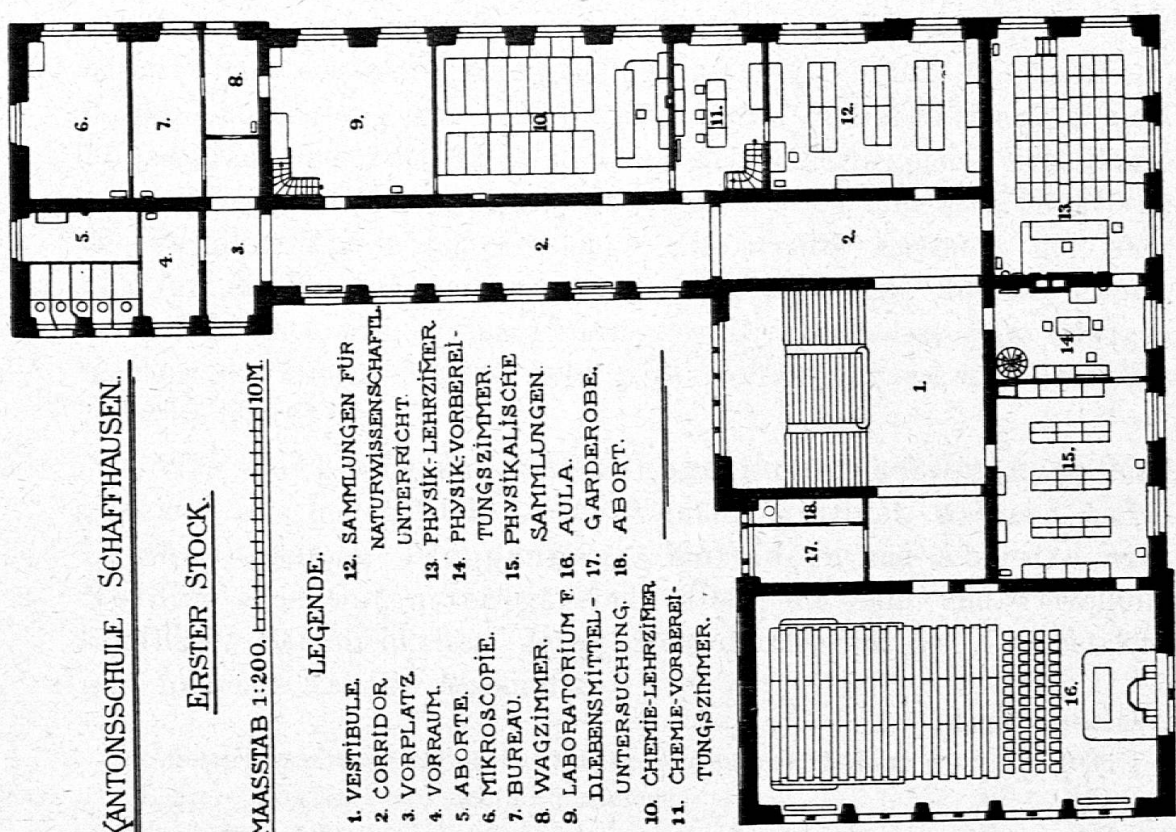 KANTONSSCHULE SCHAFFHAUSEN.
ERSTER STOCK.
MAASSTAB 1:200.
10M.
LEGENDE.
1. VESTIBULE.
2. CORRIDOR.
3. VORPLATZ
4. VORRAUM.
5. ABORTE.
6. MIKROSCOPIE.
7. BUREAU.
8. WAGZIMMER.
9. LABORATORIUM F.
D.LEBENSMITTEL-
UNTERSUCHUNG.
10. CHEMIE-LEHRZIMER
11. CHEMIE-VORBEREI-
TUNGSZIMMER.
12. SAMMLUNGEN FÜR
NATURWISSENSCHAFTL.
UNTERRICHT.
13. PHYSIK-LEHRZIMER
14. PHYSIK-VORBEREI-
TUNGSZIMMER.
15. PHYSIKALISCHE
SAMMLUNGEN.
16. AULA.
17. GARDEROBE.
18. ABORT.
6.
7.
8.
9.
10.
11.
12.
5.
4.
3.
2.
2.
13.
1.
14.
15.
18.
17.
16.